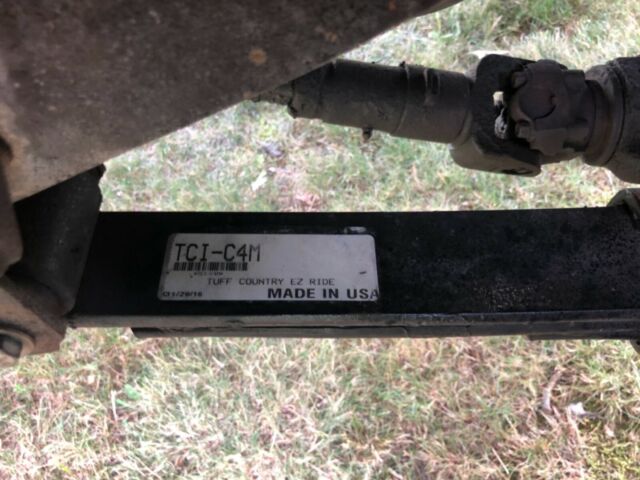 TCI-C4M
TUFF COUNTRY EZ RIDE
MADE IN USA